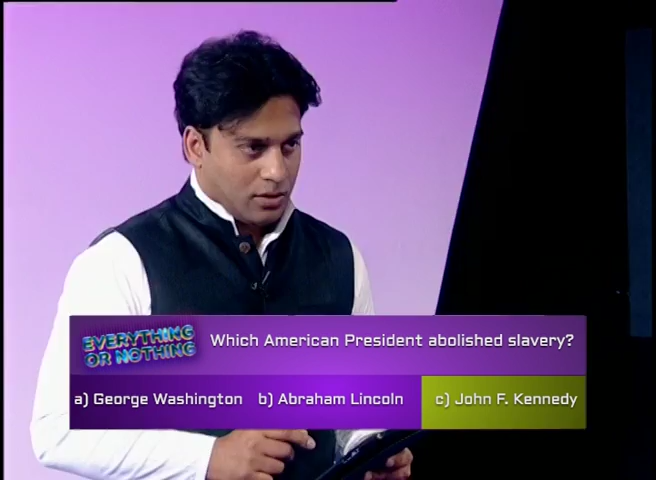 EVERYTHING
OR NOTHING
Which American President abolished slavery?
a) George Washington b) Abraham Lincoln c) John F. Kennedy